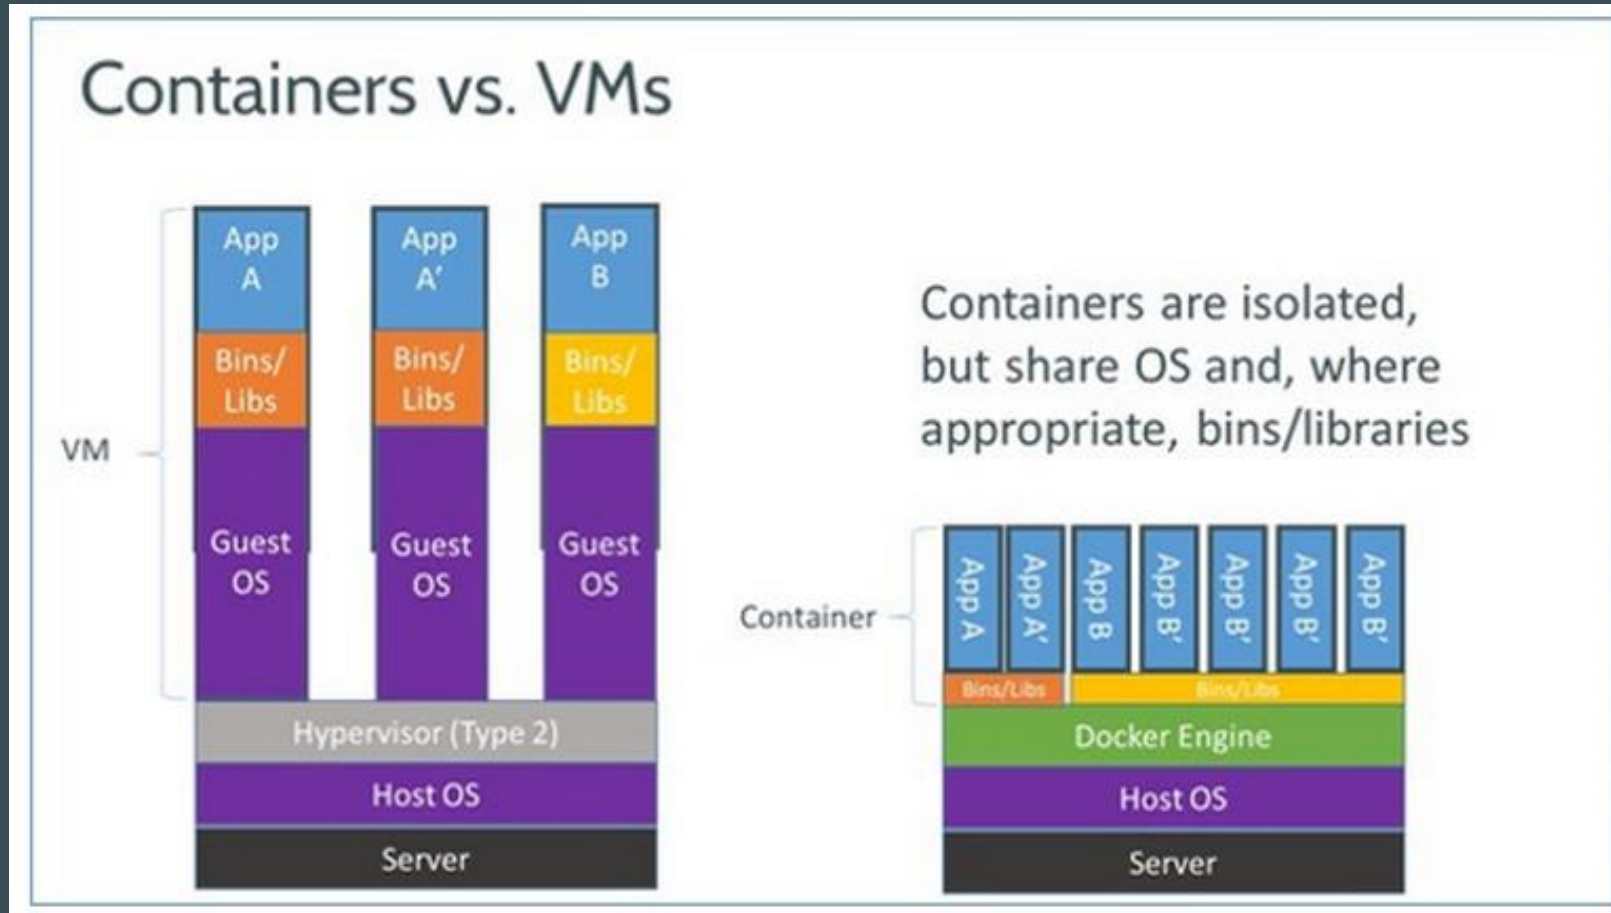 Containers vs. VMs
App
A
App
A’
App
B
Bins/
Libs
Bins/
Libs
Bins/
Libs
VM
Guest
OS
Guest
OS
Guest
OS
Hypervisor (Type 2)
Host OS
Server
Containers are isolated,
but share OS and, where
appropriate, bins/libraries
Container
App A
App A’
App B
App B’
App B’
App B’
App B’
Bins/Libs
Bins/Libs
Docker Engine
Host OS
Server